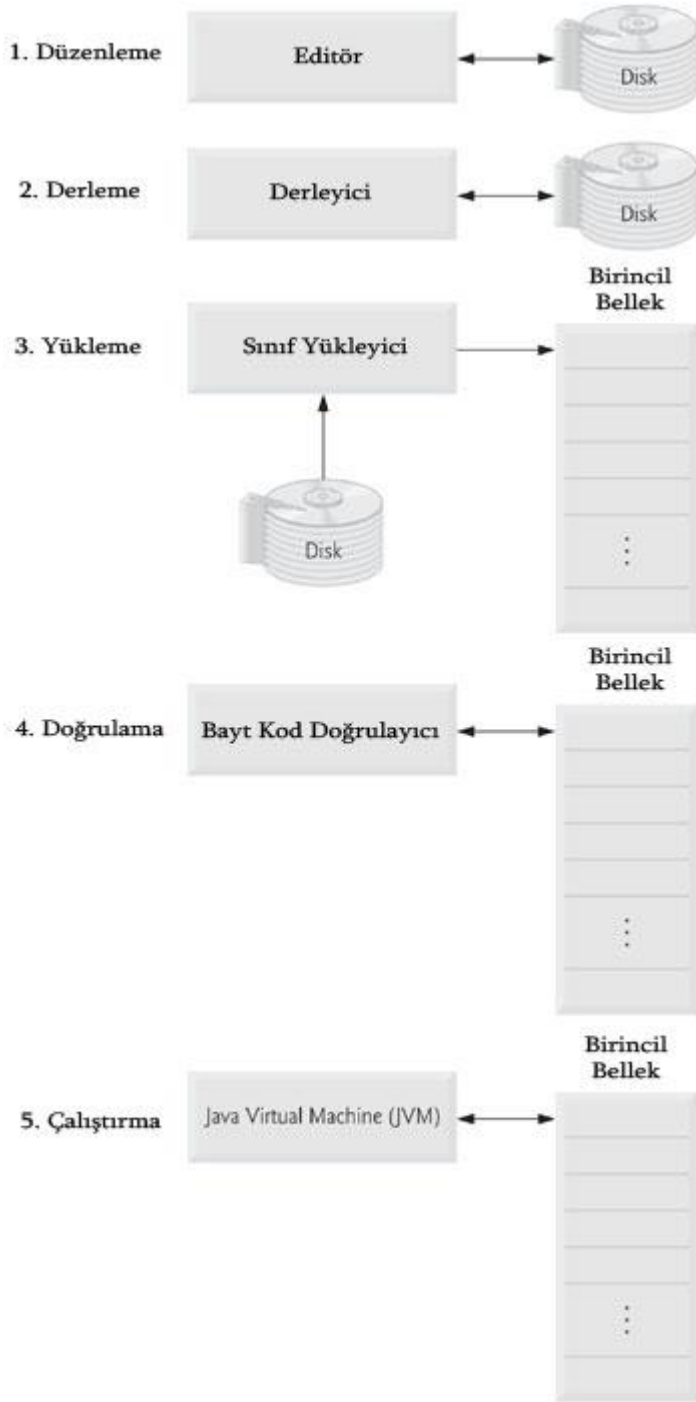 1. Düzenleme
Editör
Disk
2. Derleme
Derleyici
Disk
Birincil
Bellek
3. Yükleme
Sınıf Yükleyici
Disk
Birincil
Bellek
4. Doğrulama
Bayt Kod Doğrulayıcı
Birincil
Bellek
5. Çalıştırma
Java Virtual Machine (JVM)